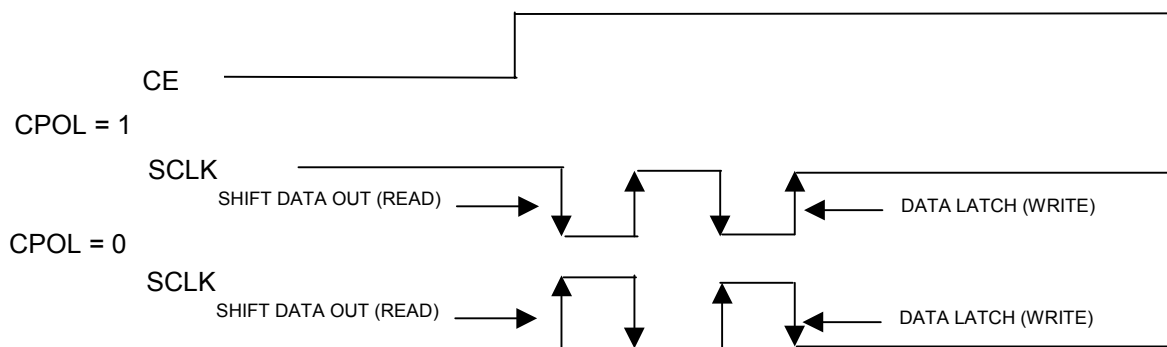 CE
CPOL = 1
SCLK
SHIFT DATA OUT (READ)
DATA LATCH (WRITE)
CPOL = 0
SCLK
SHIFT DATA OUT (READ)
DATA LATCH (WRITE)